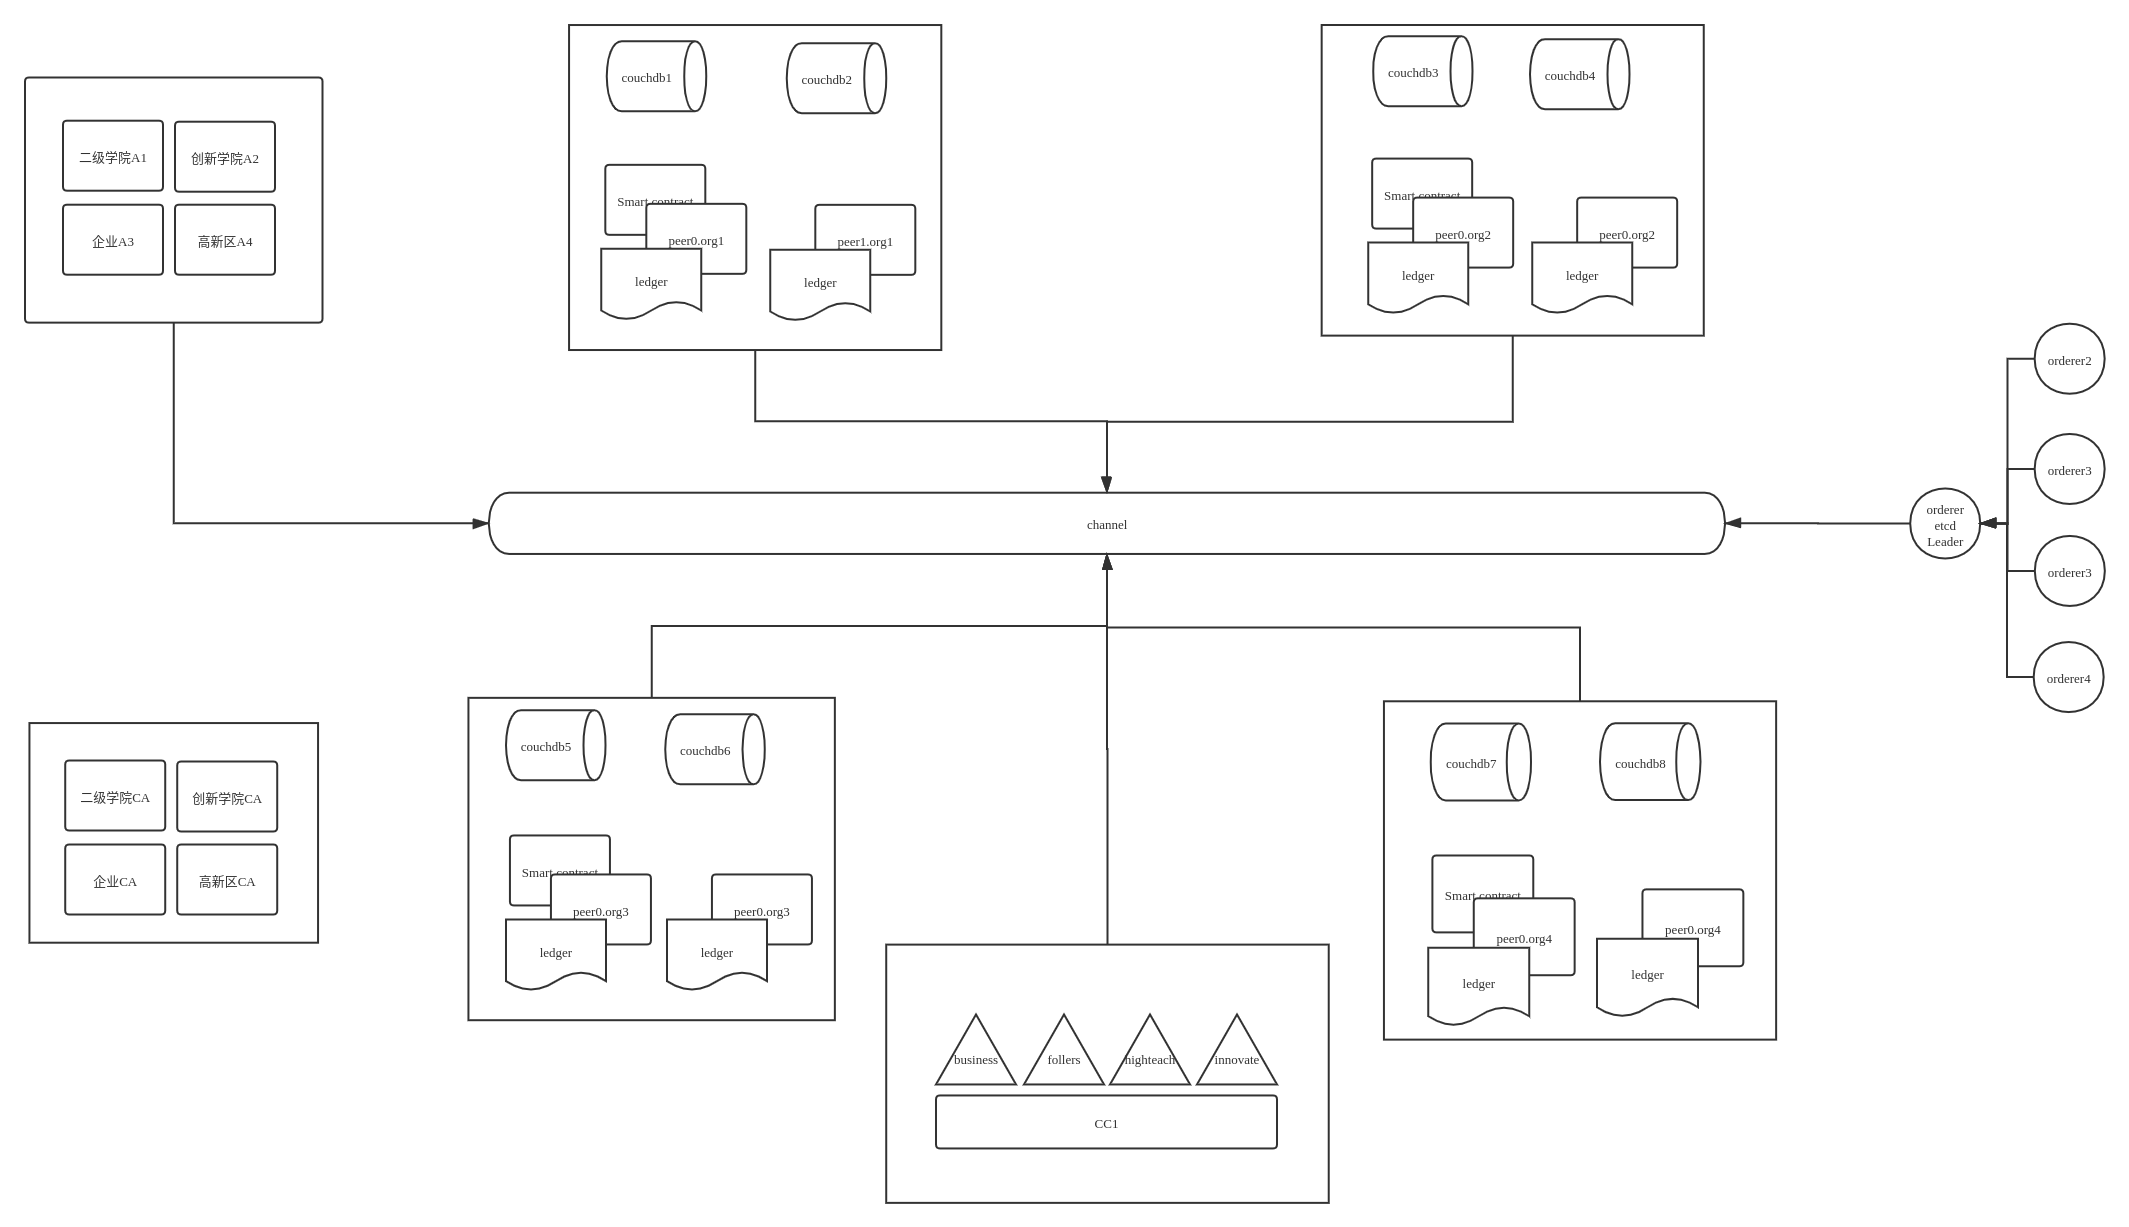 二级学院A1
创新学院A2
企业A3
高新区A4
couchdb1
couchdb2
Smart contract
peer0.org1
ledger
peer1.org1
ledger
couchdb3
couchdb4
Smart contract
peer0.org2
ledger
peer0.org2
ledger
channel
orderer
etcd
Leader
orderer2
orderer3
orderer3
orderer4
二级学院CA
创新学院CA
企业CA
高新区CA
couchdb5
couchdb6
Smart contract
peer0.org3
ledger
peer0.org3
ledger
business
follers
highteach
innovate
CC1
couchdb7
couchdb8
Smart contract
peer0.org4
ledger
peer0.org4
ledger